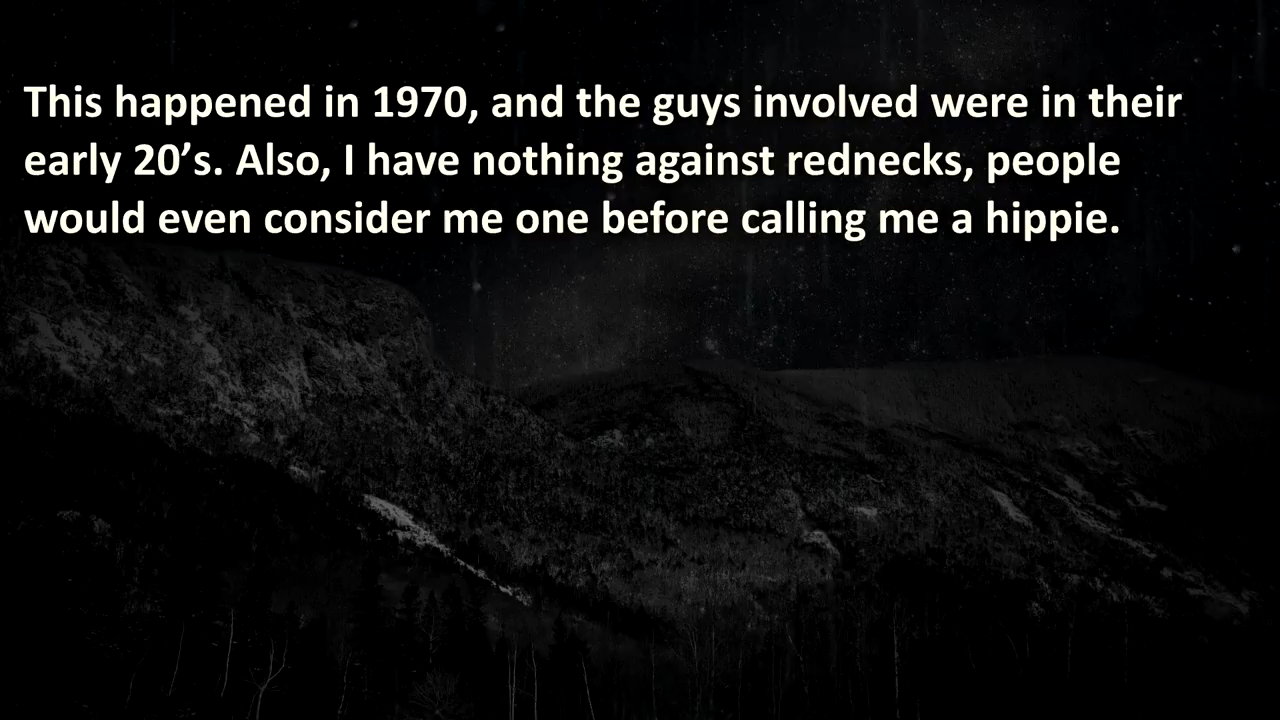 This happened in 1970, and the guys involved were in their
early 20’s. Also, I have nothing against rednecks, people
would even consider me one before calling me a hippie.